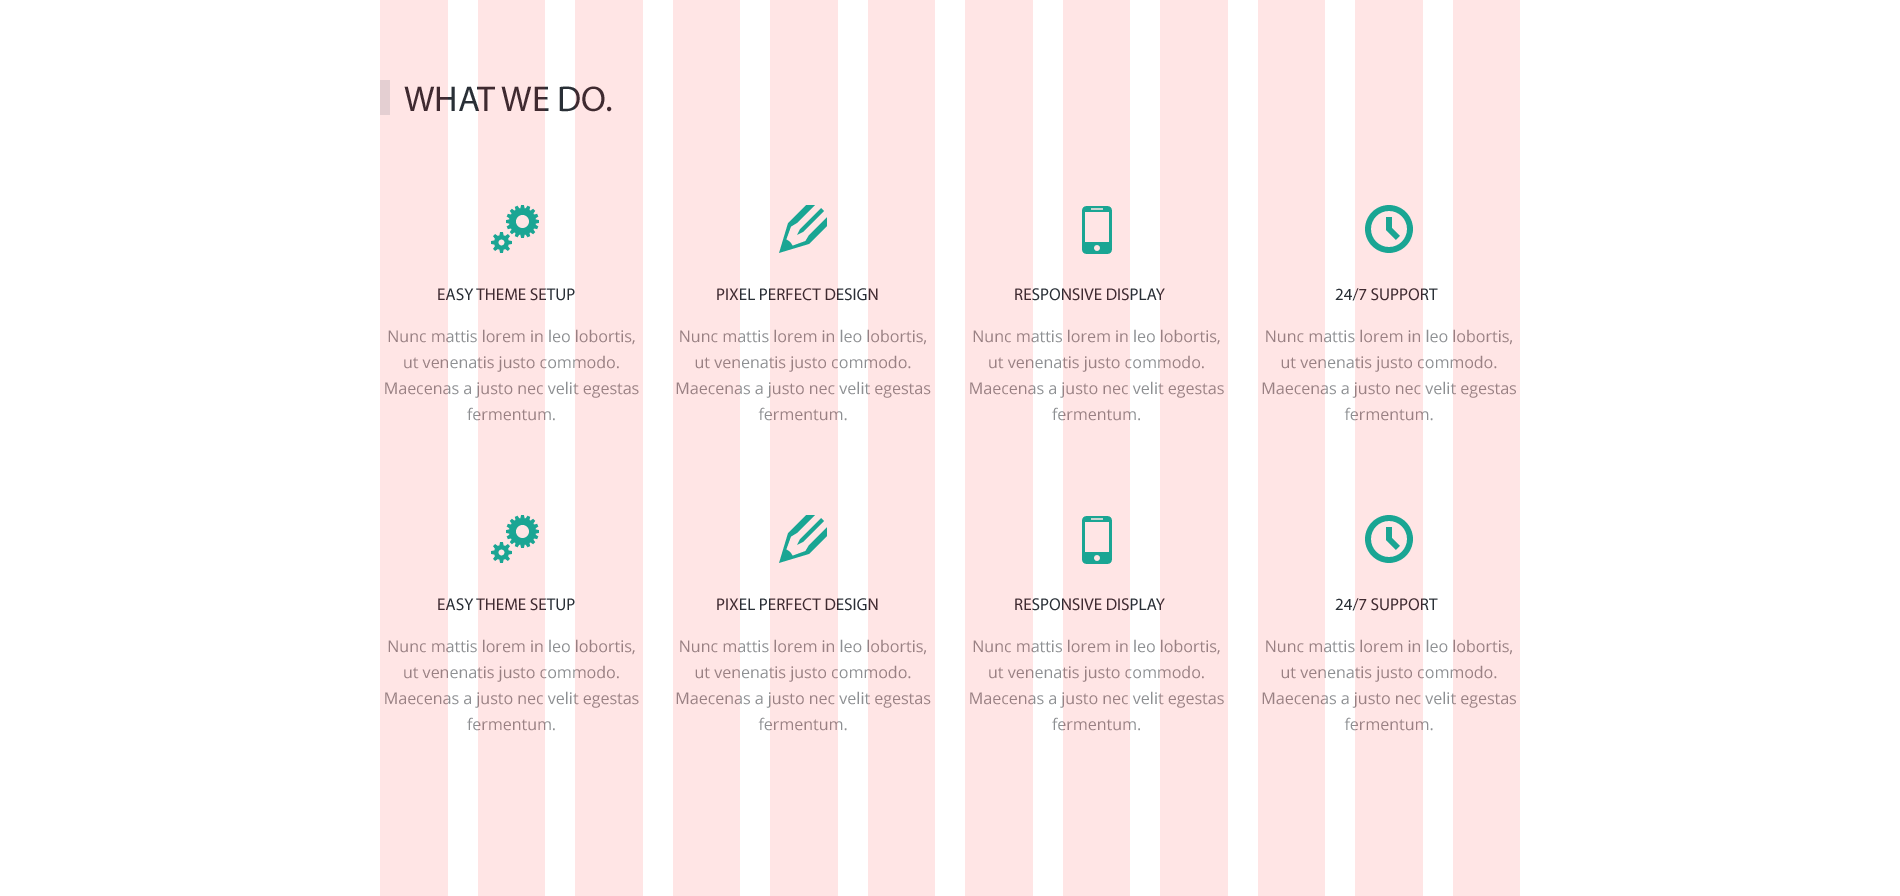 WHAT WE DO.
EASY THEME SETUP
Nunc mattis lorem in leo lobortis,
ut venenatis justo commodo.
Maecenas a justo nec velit egestas
fermentum.
PIXEL PERFECT DESIGN
Nunc mattis lorem in leo lobortis,
ut venenatis justo commodo.
Maecenas a justo nec velit egestas
fermentum.
RESPONSIVE DISPLAY
Nunc mattis lorem in leo lobortis,
ut venenatis justo commodo.
Maecenas a justo nec velit egestas
fermentum.
24/7 SUPPORT
Nunc mattis lorem in leo lobortis,
ut venenatis justo commodo.
Maecenas a justo nec velit egestas
fermentum.
EASY THEME SETUP
Nunc mattis lorem in leo lobortis,
ut venenatis justo commodo.
Maecenas a justo nec velit egestas
fermentum.
PIXEL PERFECT DESIGN
Nunc mattis lorem in leo lobortis,
ut venenatis justo commodo.
Maecenas a justo nec velit egestas
fermentum.
RESPONSIVE DISPLAY
Nunc mattis lorem in leo lobortis,
ut venenatis justo commodo.
Maecenas a justo nec velit egestas
fermentum.
24/7 SUPPORT
Nunc mattis lorem in leo lobortis,
ut venenatis justo commodo.
Maecenas a justo nec velit egestas
fermentum.